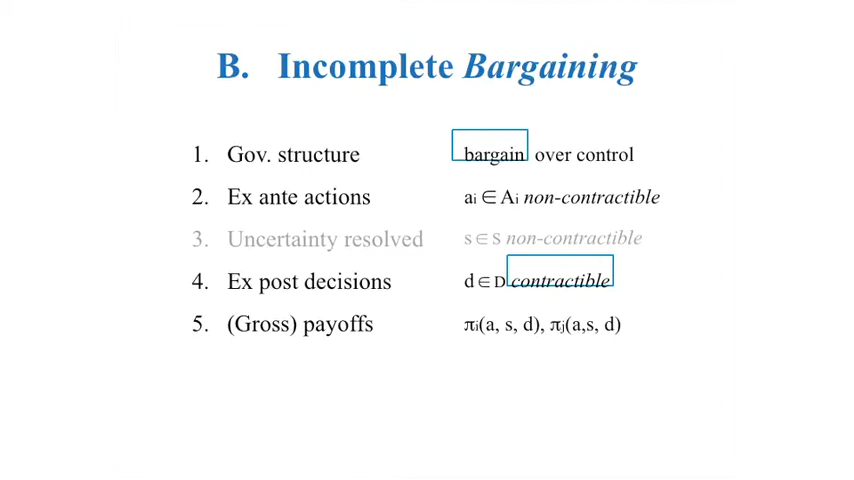 B. Incomplete Bargaining
1. Gov. structure bargain over control
2. Ex ante actions ai ∈ Ai non-contractible
3. Uncertainty resolved s ∈ S non-contractible
4. Ex post decisions d ∈ D contractible
5. (Gross) payoffs πi(a, s, d), πj(a,s, d)